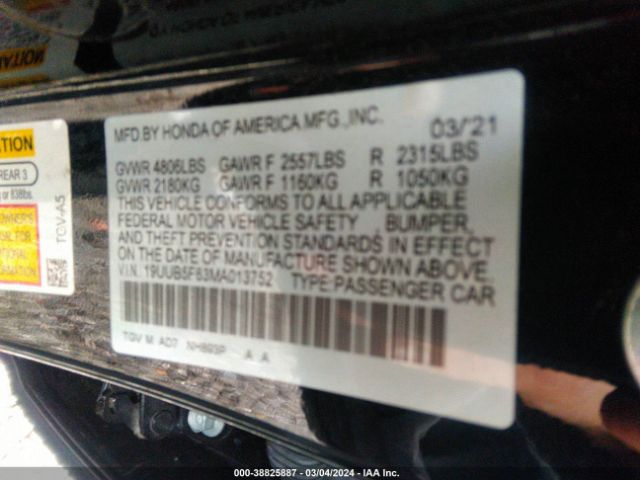 MFD.BY HONDA OF AMERICA MFG.,INC. 03/21
GVWR 4806LBS GAWR F 2557LBS R 2315LBS
GVWR 2180KG GAWR F 1160KG R 1050KG
THIS VEHICLE CONFORMS TO ALL APPLICABLE
FEDERAL MOTOR VEHICLE SAFETY , BUMPER,
AND THEFT PREVENTION STANDARDS IN EFFECT
ON THE DATE OF MANUFACTURE SHOWN ABOVE.
V.I.N. 19UUB5F63MA013752 TYPE:PASSENGER CAR
TGV M AD7 A A
TGV-A5
REAR 3
000-38825887 - 03/04/2024 - IAA Inc.